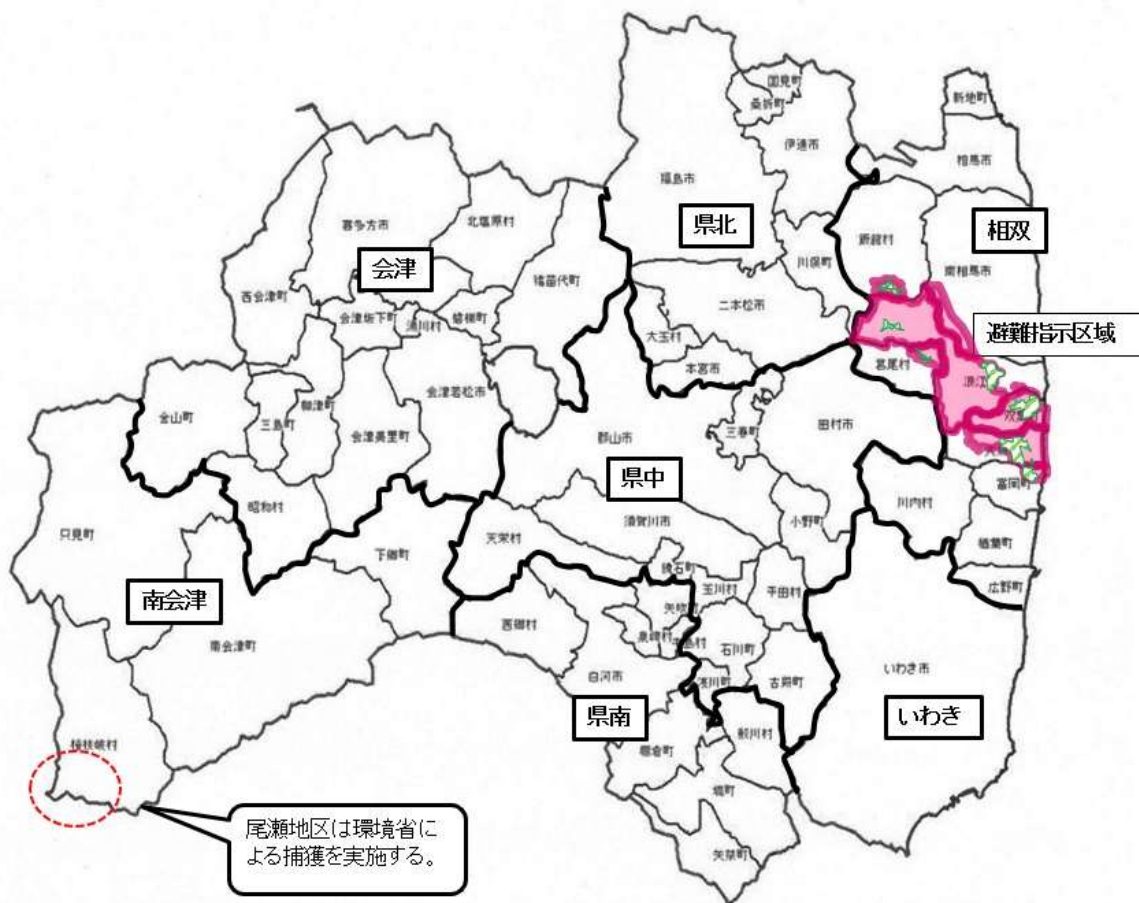 国見町
桑折町
新地町
伊達市
相馬市
福島市
県北
相双
喜多方市
北塩原村
飯舘村
川俣町
南相馬市
会津
猪苗代町
西会津町
二本松市
避難指示区域
会津坂下町
湯川村
磐梯町
大玉村
本宮市
葛尾村
浪江
双葉
金山町
三島町
柳津町
会津若松市
会津美里町
郡山市
三春町
田村市
富岡町
県中
川内村
昭和村
只見町
須賀川市
小野町
天栄村
楢葉町
下郷町
鏡石町
玉川村
平田村
広野町
南会津
矢吹町
西郷村
泉崎村
中島村
石川町
南会津町
白河市
浅川町
古殿町
いわき市
県南
いわき
棚倉町
鮫川村
檜枝岐村
塙町
矢祭町
尾瀬地区は環境省に
よる捕獲を実施する。